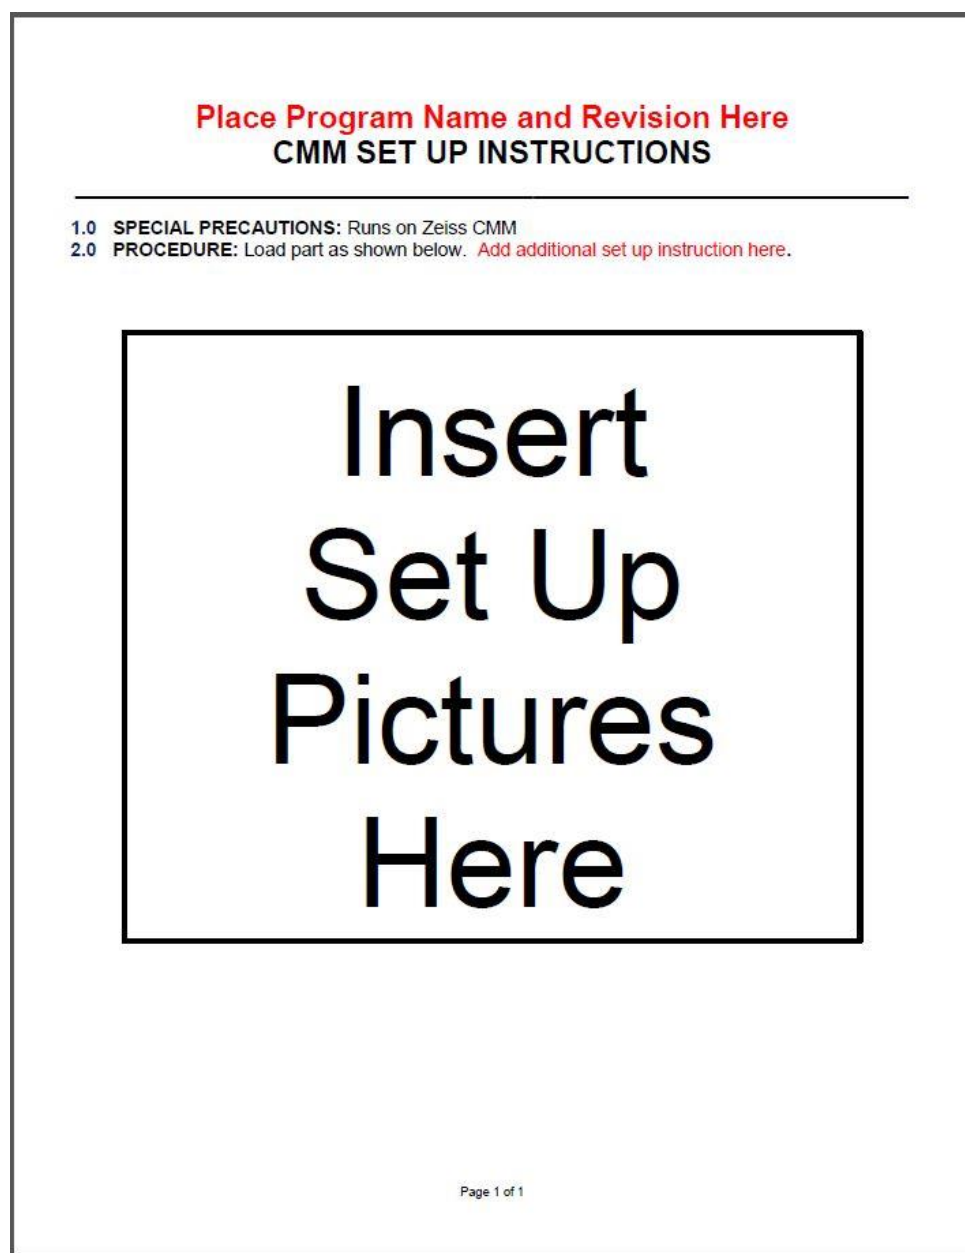 Place Program Name and Revision Here
CMM SET UP INSTRUCTIONS
1.0 SPECIAL PRECAUTIONS: Runs on Zeiss CMM
2.0 PROCEDURE: Load part as shown below. Add additional set up instruction here.
Insert
Set Up
Pictures
Here
Page 1 of 1